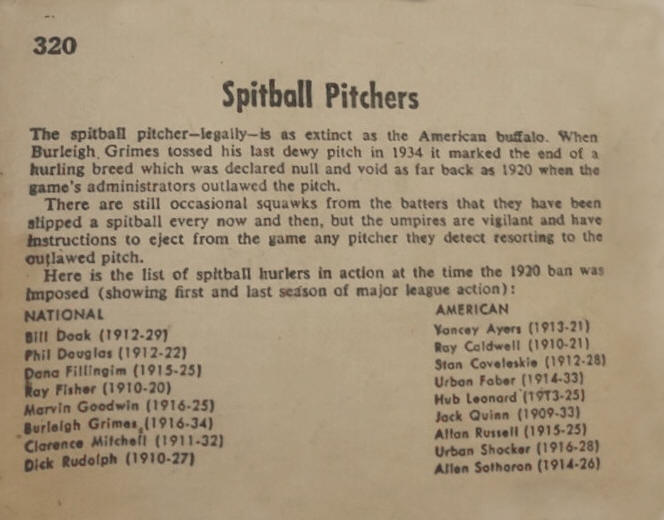 320
Spitball Pitchers
The spitball pitcher—legally—is as extinct as the American buffalo. When
Burleigh Grimes tossed his last dewy pitch in 1934 it marked the end of a
hurling breed which was declared null and void as far back as 1920 when the
game's administrators outlawed the pitch.
There are still occasional squawks from the batters that they have been
slipped a spitball every now and then, but the umpires are vigilant and have
instructions to eject from the game any pitcher they detect resorting to the
outlawed pitch.
Here is the list of spitball hurlers in action at the time the 1920 ban was
imposed (showing first and last season of major league action):
NATIONAL
Bill Doak (1912-29)
Phil Douglas (1912-22)
Dana Fillingim (1915-25)
Ray Fisher (1910-20)
Marvin Goodwin (1916-25)
Burleigh Grimes (1916-34)
Clarence Mitchell (1911-32)
Dick Rudolph (1910-27)
AMERICAN
Yancey Ayers (1913-21)
Ray Caldwell (1910-21)
Stan Coveleskie (1912-28)
Urban Faber (1914-33)
Hub Leonard (1913-25)
Jack Quinn (1909-33)
Allan Russell (1915-25)
Urban Shocker (1916-28)
Allen Sothoron (1914-26)